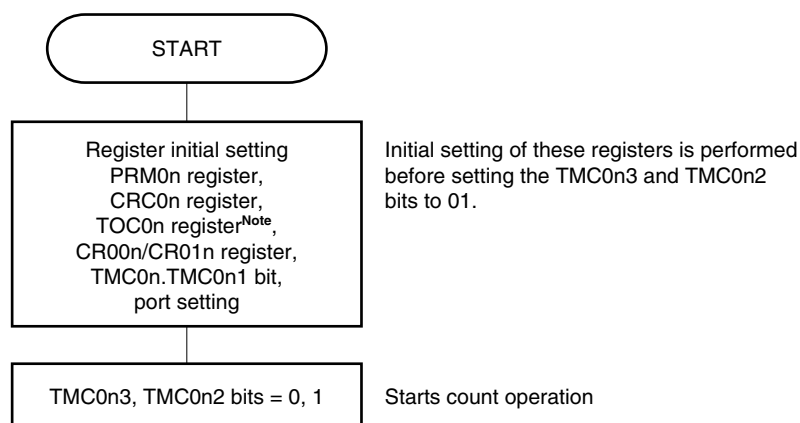 START
Register initial setting
PRM0n register,
CRC0n register,
TOC0n registerNote,
CR00n/CR01n register,
TMC0n.TMC0n1 bit,
port setting
Initial setting of these registers is performed
before setting the TMC0n3 and TMC0n2
bits to 01.
TMC0n3, TMC0n2 bits = 0, 1
Starts count operation